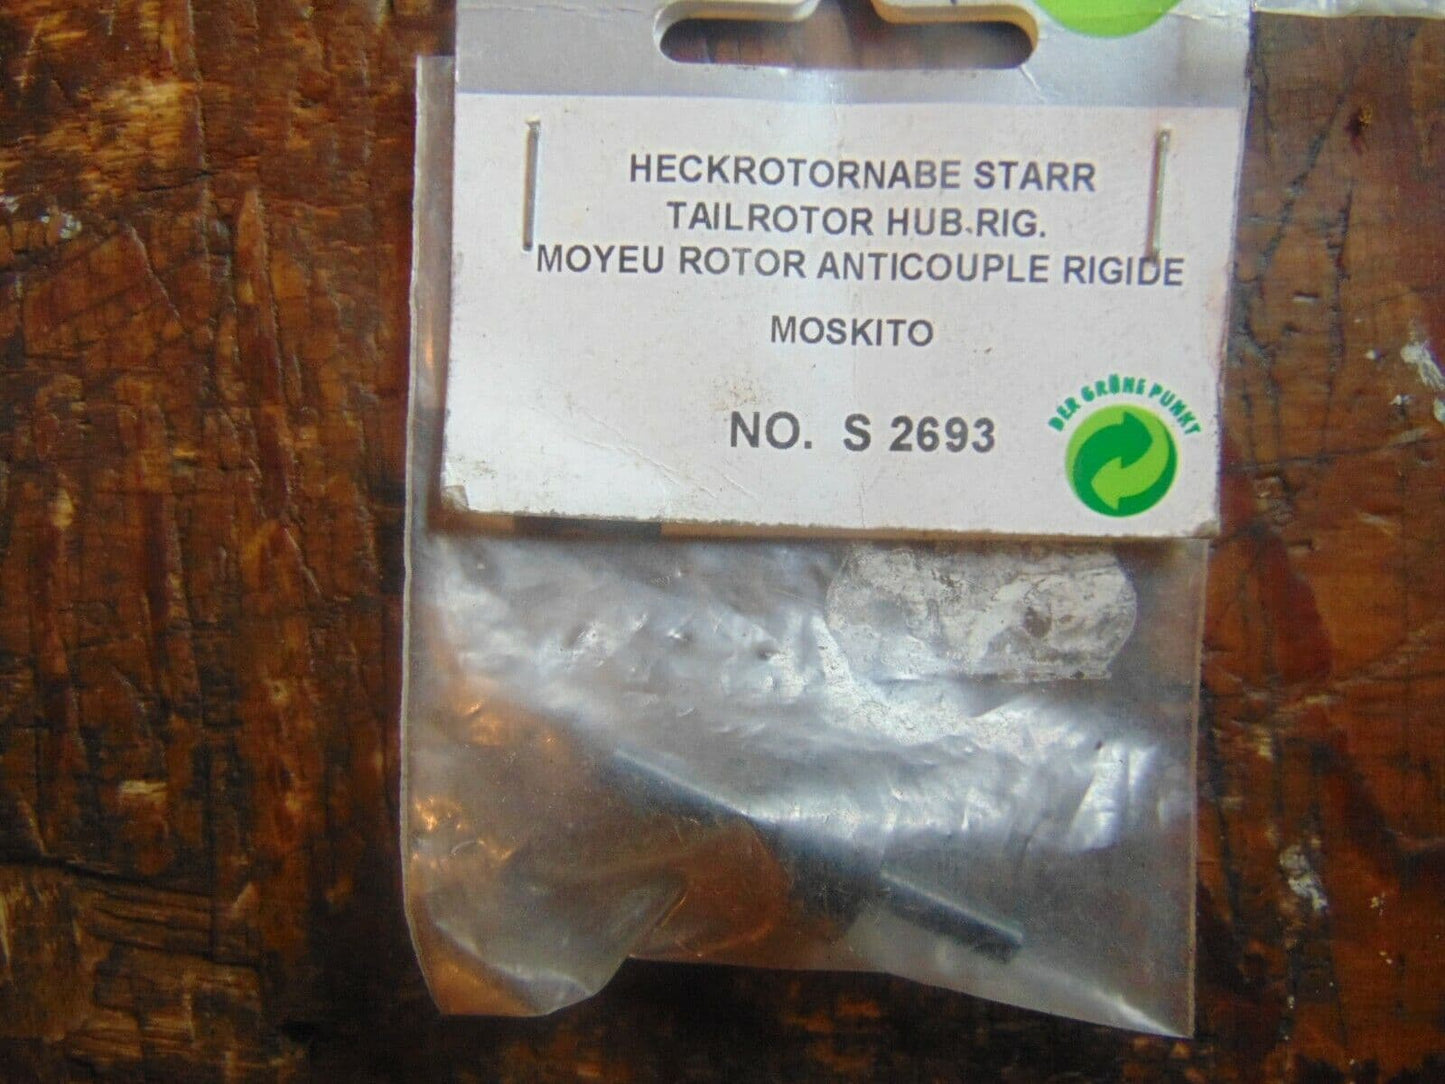 HECKROTORNABE STARR
TAILROTOR HUB.RIG.
MOYEU ROTOR ANTICOUPLE RIGIDE
MOSKITO
NO. S 2693
DER GRÜNE PUNKT